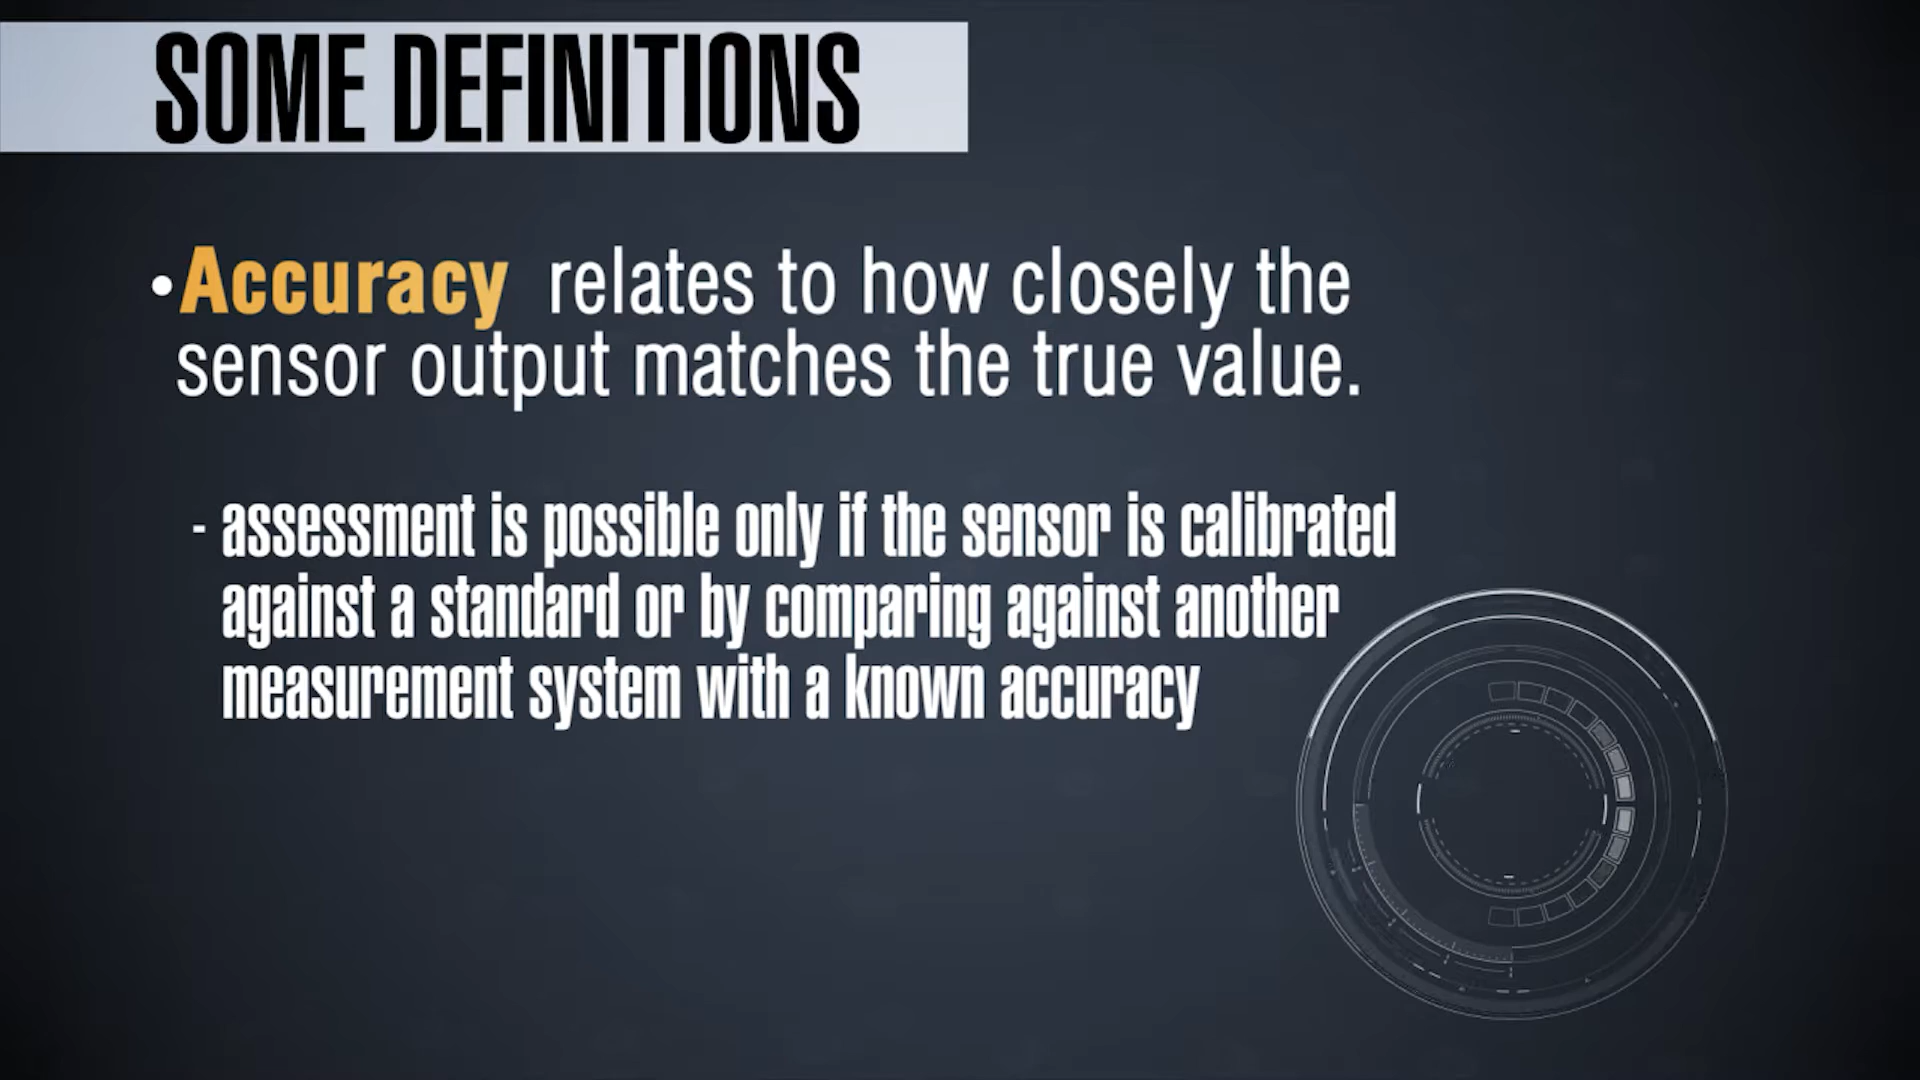 SOME DEFINITIONS
•Accuracy relates to how closely the
sensor output matches the true value.
- assessment is possible only if the sensor is calibrated
against a standard or by comparing against another
measurement system with a known accuracy